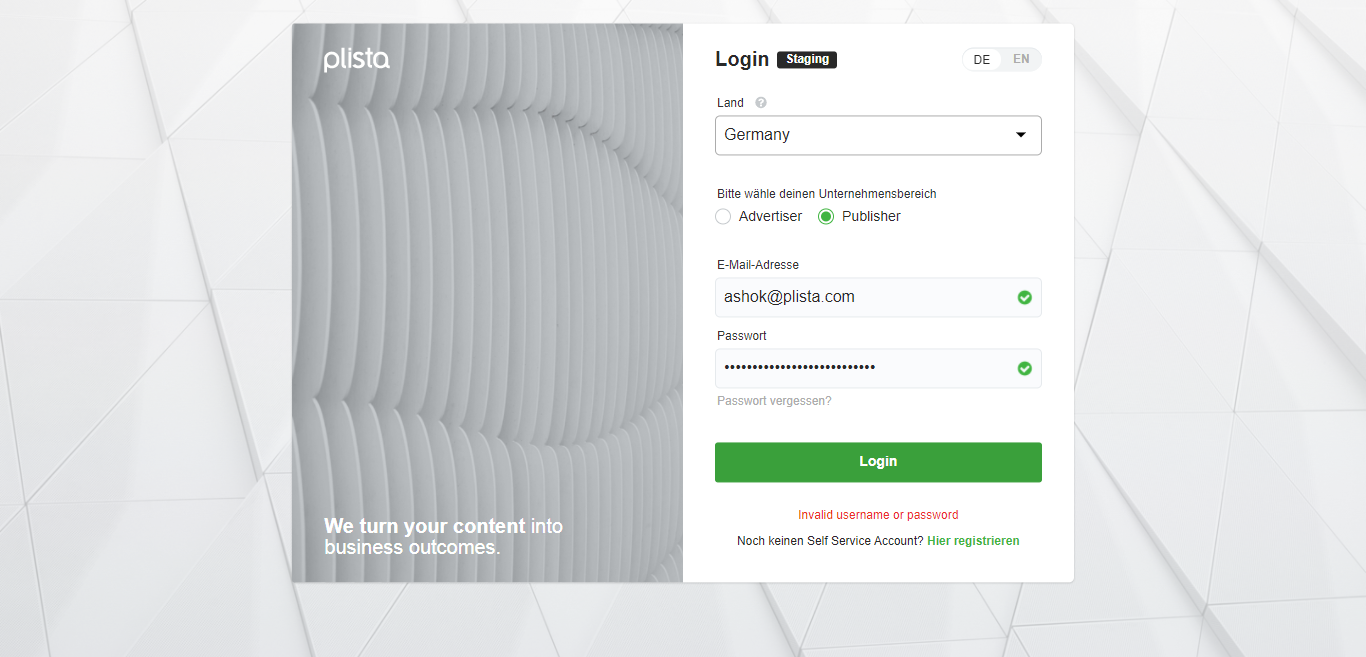 plista
We turn your content into
business outcomes.
Login Staging
DE EN
Land ?
Germany
Bitte wähle deinen Unternehmensbereich
Advertiser Publisher
E-Mail-Adresse
ashok@plista.com
Passwort
•••••••••••••••••••••••••••
Passwort vergessen?
Login
Invalid username or password
Noch keinen Self Service Account? Hier registrieren